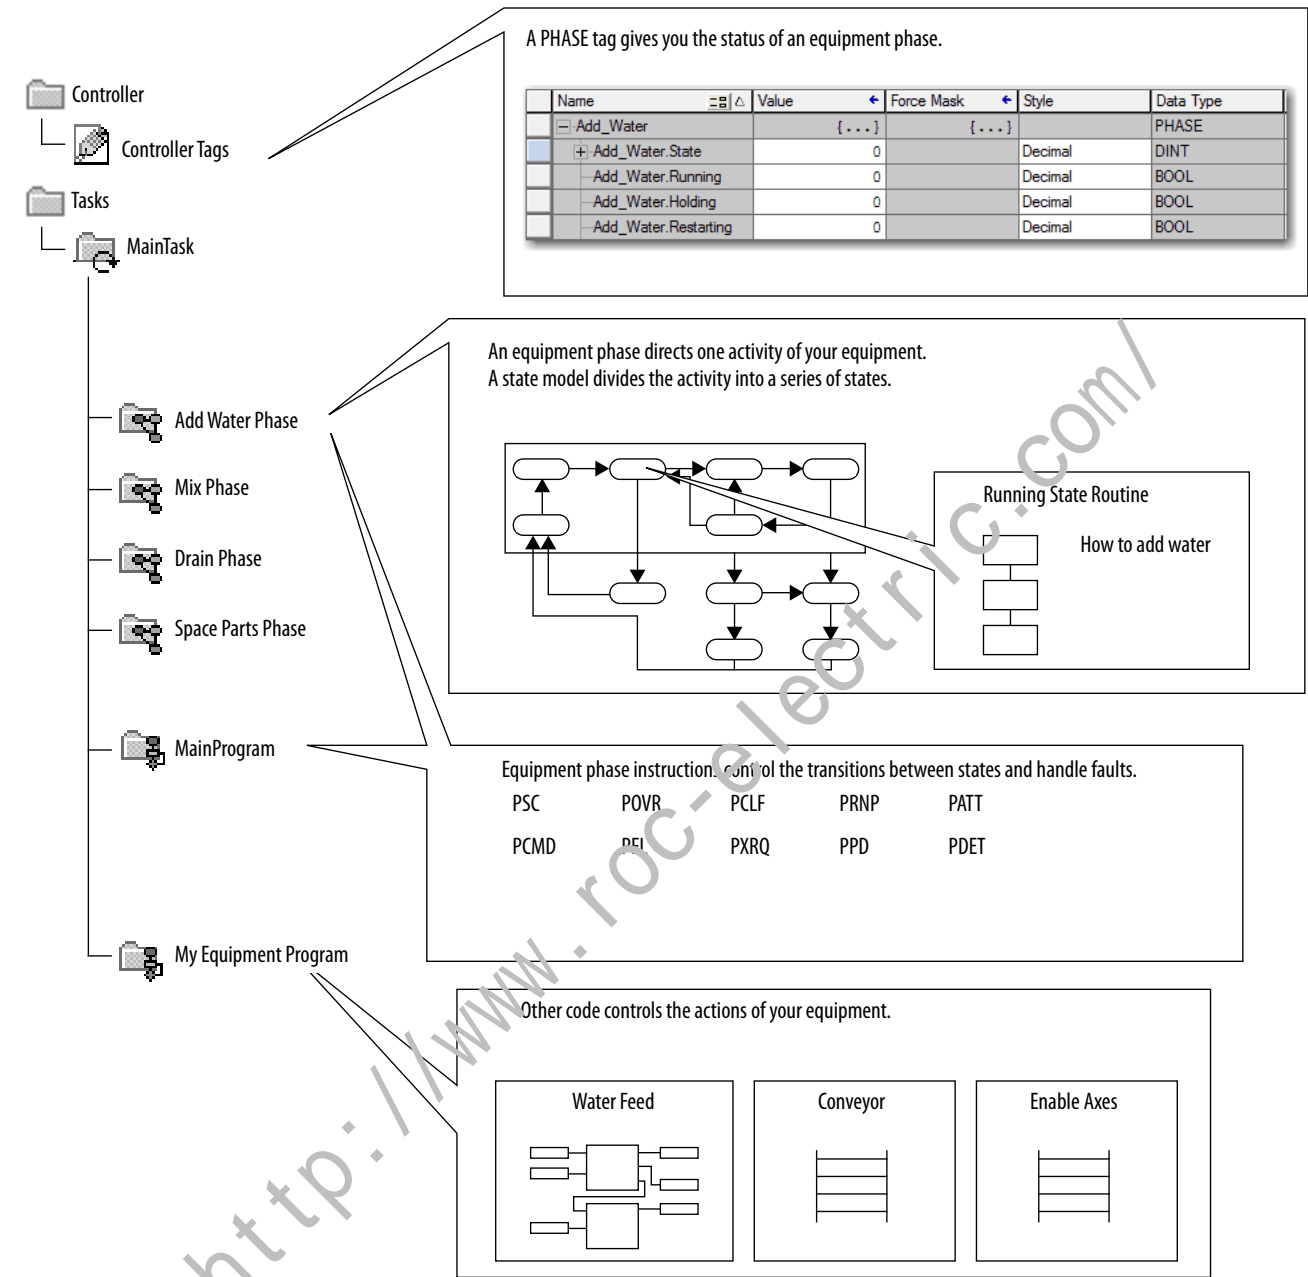 A PHASE tag gives you the status of an equipment phase.
Controller
Controller Tags
Tasks
MainTask
Name Value Force Mask Style Data Type
Add_Water {...} {...} PHASE
Add_Water.State 0 Decimal DINT
Add_Water.Running 0 Decimal BOOL
Add_Water.Holding 0 Decimal BOOL
Add_Water.Restarting 0 Decimal BOOL
An equipment phase directs one activity of your equipment.
A state model divides the activity into a series of states.
Add Water Phase
Mix Phase
Drain Phase
Space Parts Phase
Running State Routine
How to add water
MainProgram
Equipment phase instructions control the transitions between states and handle faults.
PSC POVR PCLF PRNP PATT
PCMD PFL PXRQ PPD PDET
My Equipment Program
Other code controls the actions of your equipment.
Water Feed
Conveyor
Enable Axes
http://www.roc-electric.com/